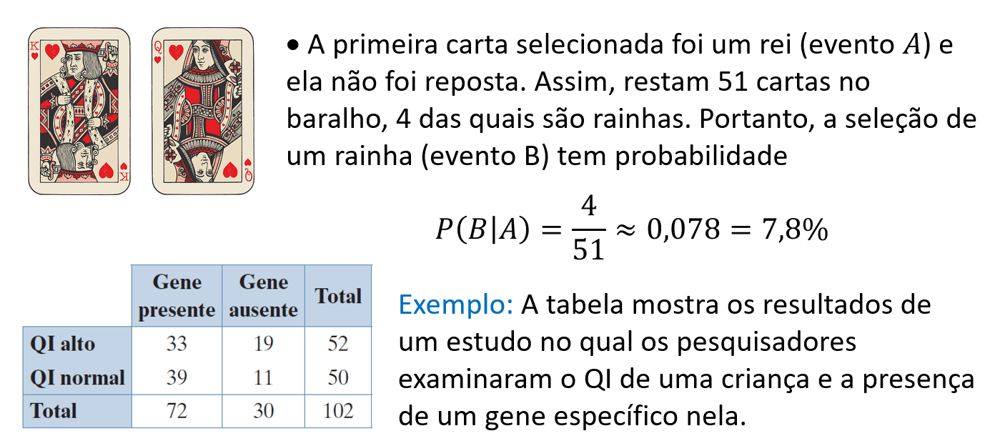 K
K
Q
Q
• A primeira carta selecionada foi um rei (evento A) e
ela não foi reposta. Assim, restam 51 cartas no
baralho, 4 das quais são rainhas. Portanto, a seleção de
um rainha (evento B) tem probabilidade
P(B|A) = 4/51 ≈ 0,078 = 7,8%
Gene presente Gene ausente Total
QI alto 33 19 52
QI normal 39 11 50
Total 72 30 102
Exemplo: A tabela mostra os resultados de
um estudo no qual os pesquisadores
examinaram o QI de uma criança e a presença
de um gene específico nela.